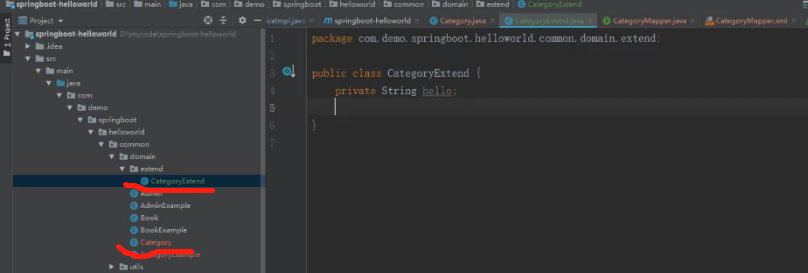 springboot-helloworld src main java com demo springboot helloworld common domain extend CategoryExtend
Project
springboot-helloworld
Category.java
CategoryExtend.java
CategoryMapper.java
CategoryMapper.xml
1: Project
springboot-helloworld D:\mycode\springboot-helloworld
.idea
src
main
java
com
demo
springboot
helloworld
common
domain
extend
CategoryExtend
Admin
AdminExample
Book
BookExample
Category
CategoryExample
utils
1 package com.demo.springboot.helloworld.common.domain.extend;
2
3 public class CategoryExtend {
4 private String hello;
5
6 }
7